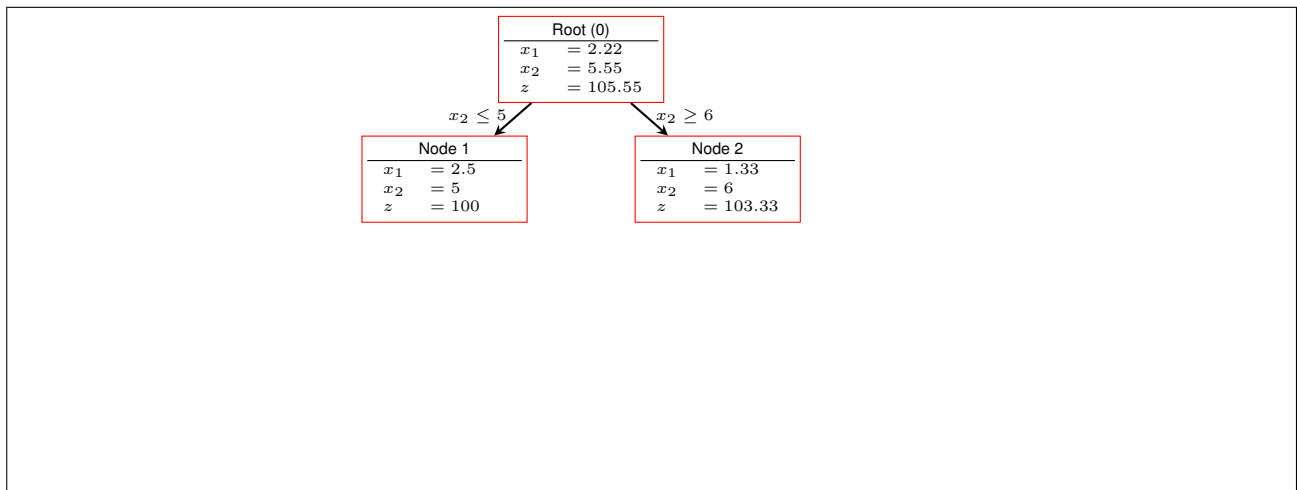 Root (0)
x₁ = 2.22
x₂ = 5.55
z = 105.55
x₂ ≤ 5
x₂ ≥ 6
Node 1
x₁ = 2.5
x₂ = 5
z = 100
Node 2
x₁ = 1.33
x₂ = 6
z = 103.33